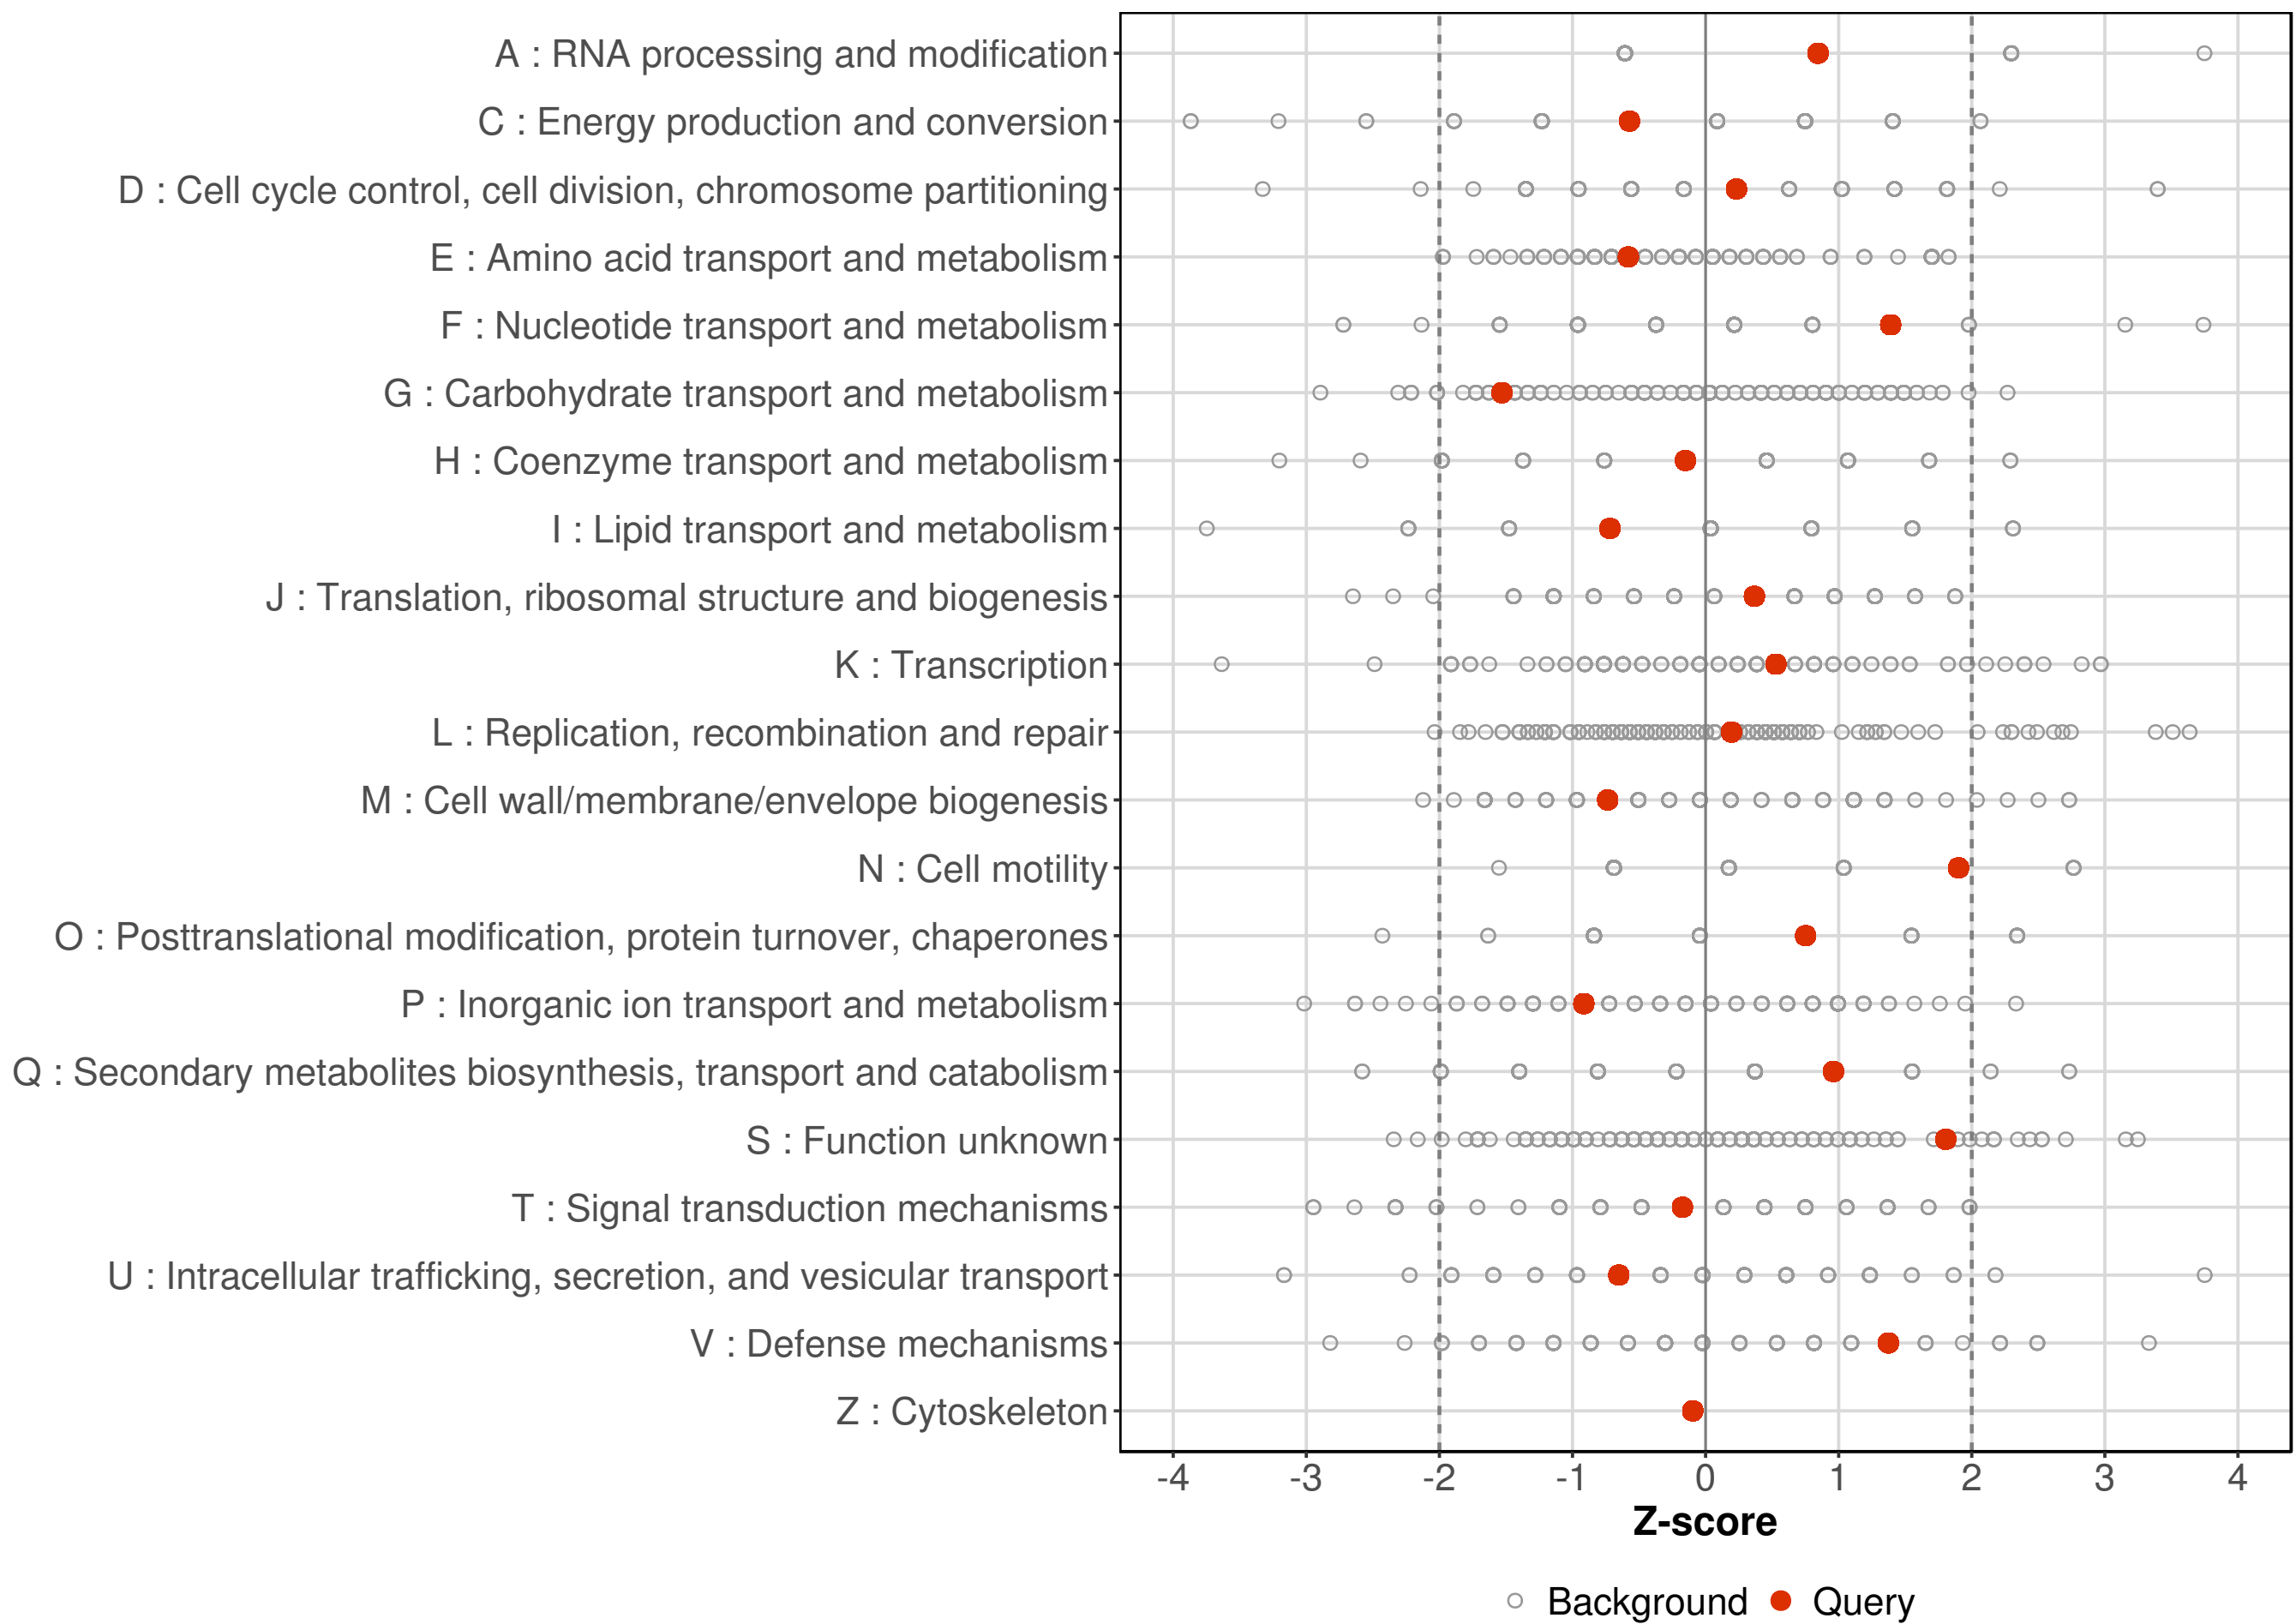 A : RNA processing and modification
C : Energy production and conversion
D : Cell cycle control, cell division, chromosome partitioning
E : Amino acid transport and metabolism
F : Nucleotide transport and metabolism
G : Carbohydrate transport and metabolism
H : Coenzyme transport and metabolism
I : Lipid transport and metabolism
J : Translation, ribosomal structure and biogenesis
K : Transcription
L : Replication, recombination and repair
M : Cell wall/membrane/envelope biogenesis
N : Cell motility
O : Posttranslational modification, protein turnover, chaperones
P : Inorganic ion transport and metabolism
Q : Secondary metabolites biosynthesis, transport and catabolism
S : Function unknown
T : Signal transduction mechanisms
U : Intracellular trafficking, secretion, and vesicular transport
V : Defense mechanisms
Z : Cytoskeleton
-4 -3 -2 -1 0 1 2 3 4
Z-score
Background Query